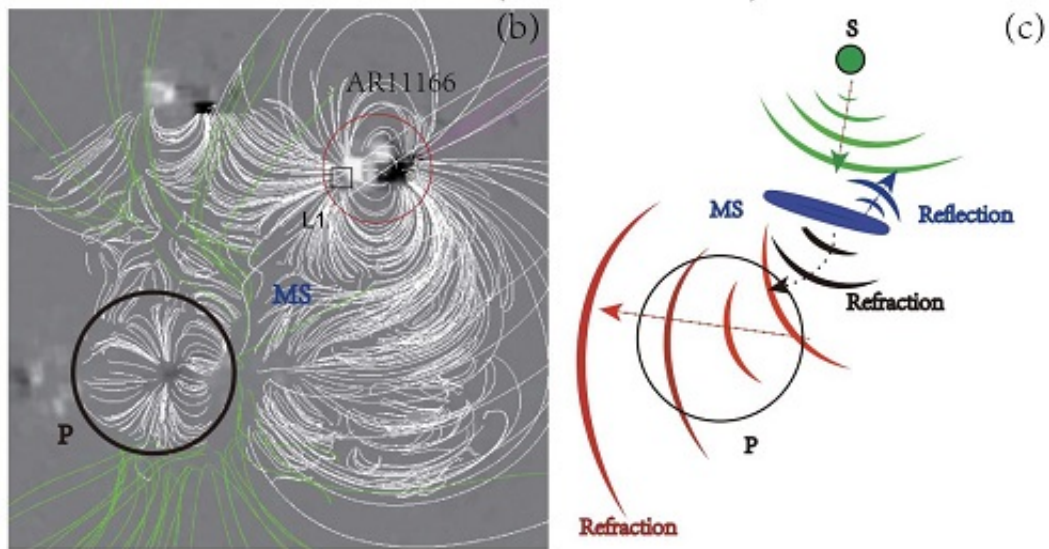 (b)
AR11166
L1
MS
P
(c)
S
MS
Reflection
Refraction
P
Refraction